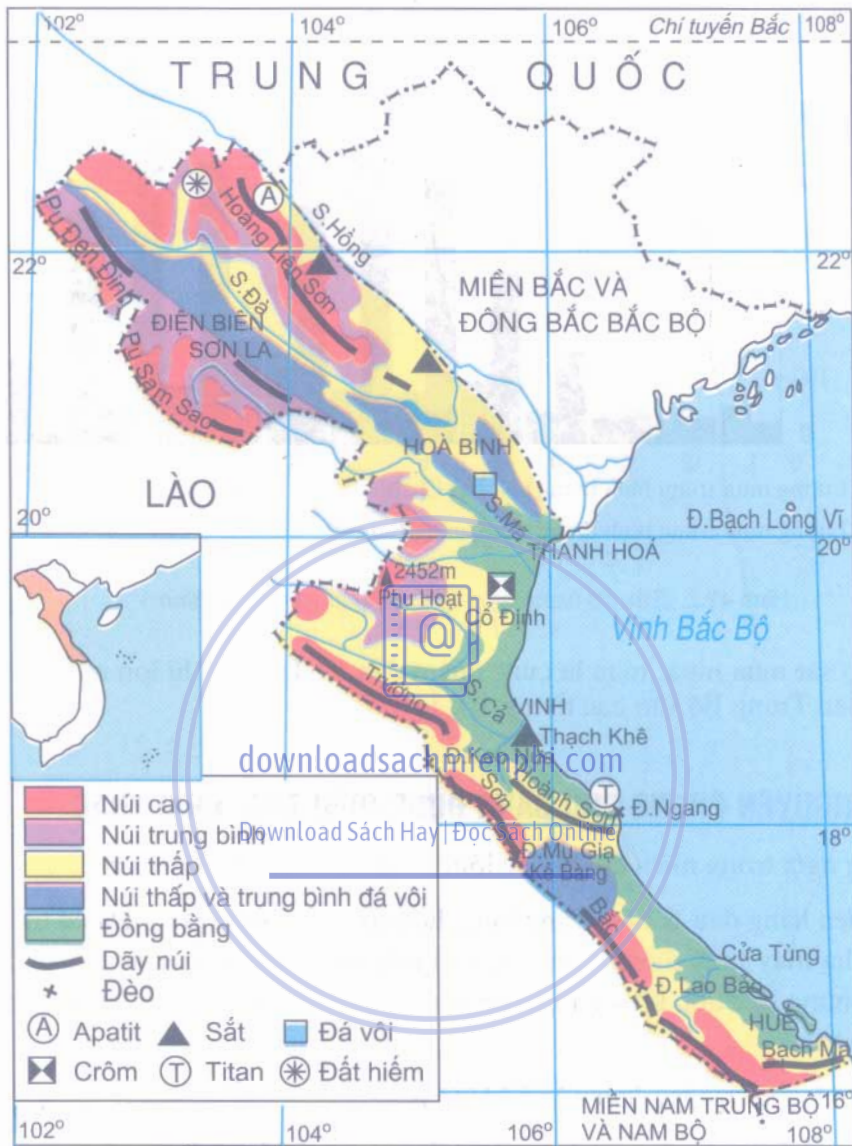 102° 104° 106° Chí tuyến Bắc 108°
TRUNG QUỐC
A
Hoàng Liên Sơn
S.Hồng
Pu Đen Đinh
22° 22°
S.Đà
MIỀN BẮC VÀ
ĐÔNG BẮC BẮC BỘ
ĐIỆN BIÊN
SƠN LA
Pu Sam Sao
HOÀ BÌNH
LÀO
S.Mã
Đ.Bạch Long Vĩ
20° 20°
THANH HOÁ
2452m
Phu Hoạt
Cổ Định
@
Vịnh Bắc Bộ
Trường
S.Cả
VINH
Thạch Khê
downloadsachmienphi.com
Sơn
Hoành Sơn
T
Đ.Ngang
18°
Download Sách Hay | Đọc Sách Online
Đ.Mụ Giạ
Kẻ Bàng
Bắc
Cửa Tùng
Đ.Lao Bảo
HUẾ
Bạch Mã
16°
MIỀN NAM TRUNG BỘ
VÀ NAM BỘ
Núi cao
Núi trung bình
Núi thấp
Núi thấp và trung bình đá vôi
Đồng bằng
Dãy núi
Đèo
A Apatit Sắt Đá vôi
Crôm T Titan Đất hiếm
102° 104° 106° 108°